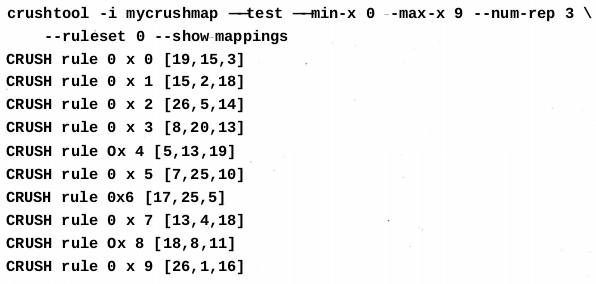 crushtool -i mycrushmap --test --min-x 0 --max-x 9 --num-rep 3 \
--ruleset 0 --show-mappings
CRUSH rule 0 x 0 [19,15,3]
CRUSH rule 0 x 1 [15,2,18]
CRUSH rule 0 x 2 [26,5,14]
CRUSH rule 0 x 3 [8,20,13]
CRUSH rule Ox 4 [5,13,19]
CRUSH rule 0 x 5 [7,25,10]
CRUSH rule 0x6 [17,25,5]
CRUSH rule 0 x 7 [13,4,18]
CRUSH rule Ox 8 [18,8,11]
CRUSH rule 0 x 9 [26,1,16]